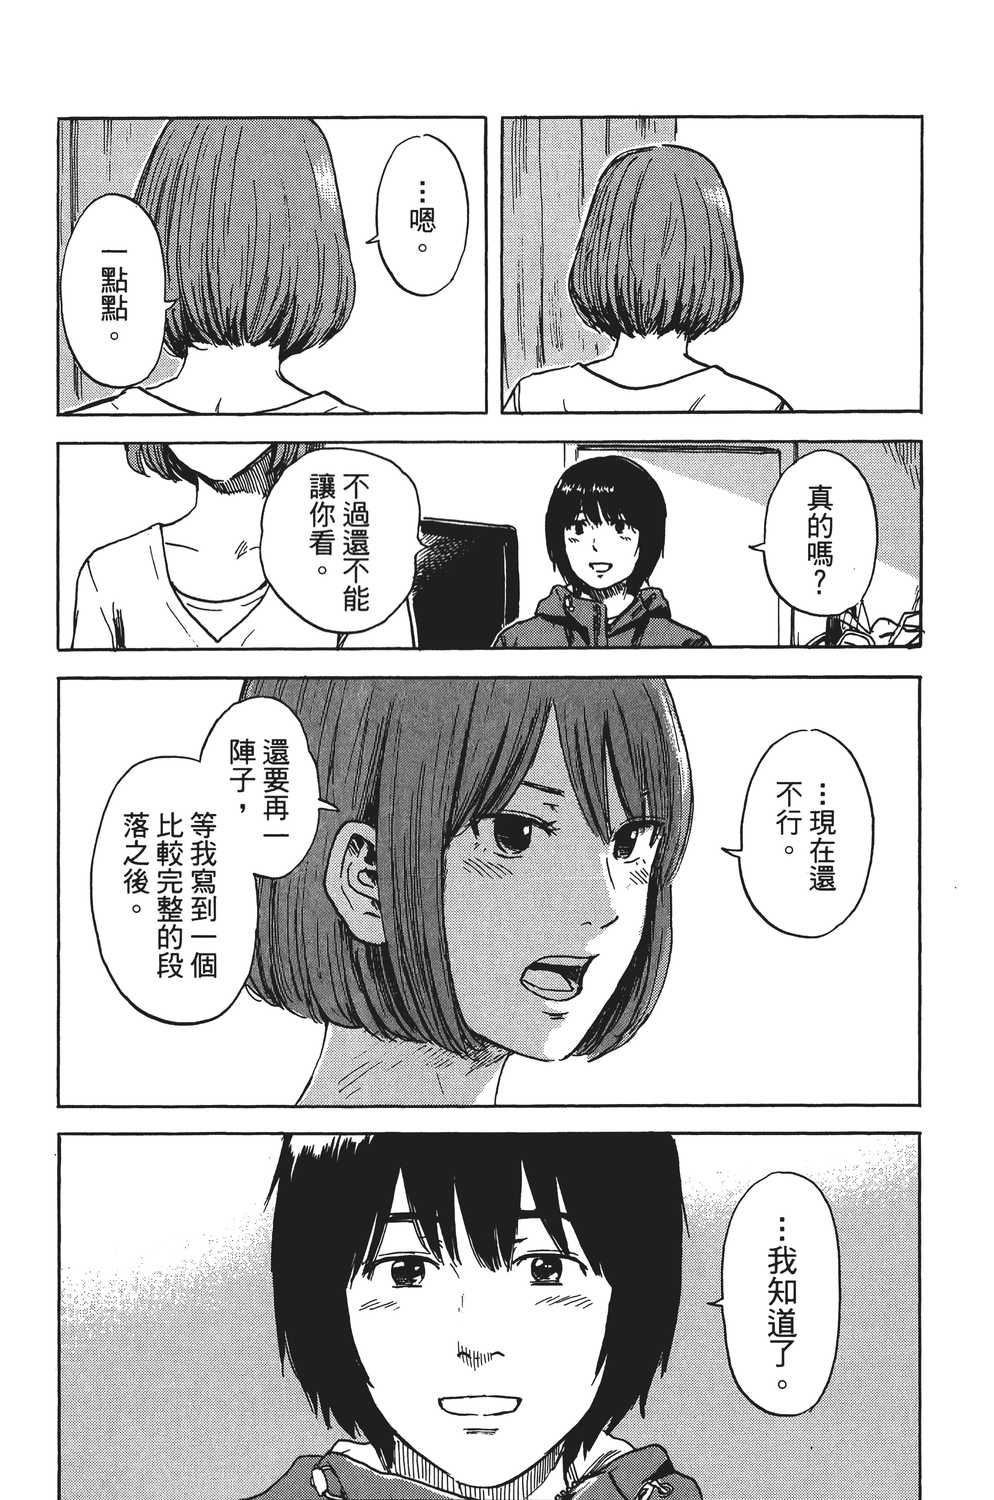 …嗯。
一點點。
真的嗎？
不過還不能
讓你看。
…現在還
不行。
還要再一
陣子，
等我寫到一個
比較完整的段
落之後。
…我知道了。